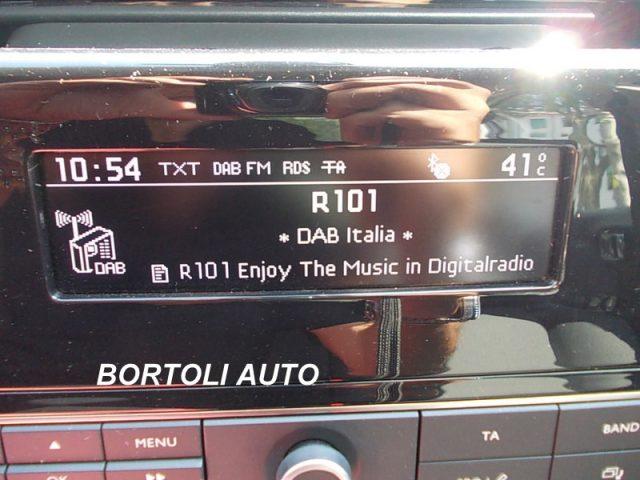 10:54 TXT DAB FM RDS TA 41°C
R101
* DAB Italia *
DAB
R101 Enjoy The Music in Digitalradio
BORTOLI AUTO
MENU
TA
BAND
OK